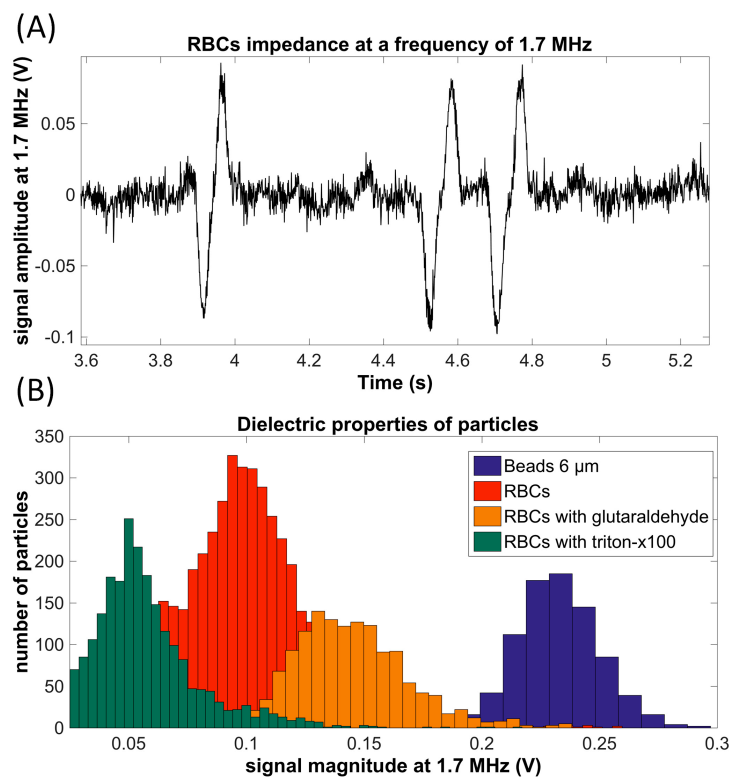 (A)
RBCs impedance at a frequency of 1.7 MHz
signal amplitude at 1.7 MHz (V)
0.05
0
-0.05
-0.1
3.6 3.8 4 4.2 4.4 4.6 4.8 5 5.2
Time (s)
(B)
Dielectric properties of particles
number of particles
350
300
250
200
150
100
50
0
Beads 6 µm
RBCs
RBCs with glutaraldehyde
RBCs with triton-x100
0.05 0.1 0.15 0.2 0.25 0.3
signal magnitude at 1.7 MHz (V)